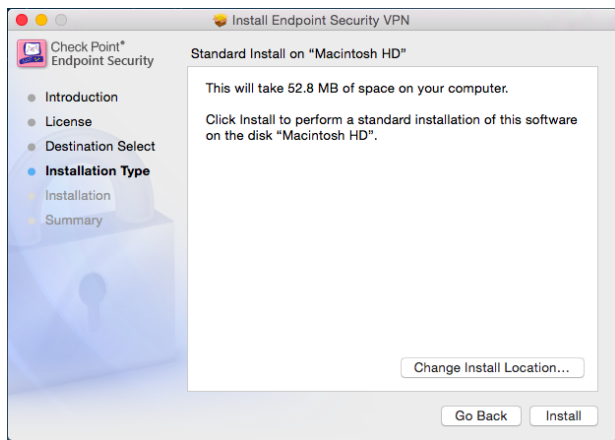 Install Endpoint Security VPN
Check Point®
Endpoint Security
Standard Install on “Macintosh HD”
Introduction
License
Destination Select
Installation Type
Installation
Summary
This will take 52.8 MB of space on your computer.
Click Install to perform a standard installation of this software
on the disk “Macintosh HD”.
Change Install Location...
Go Back
Install